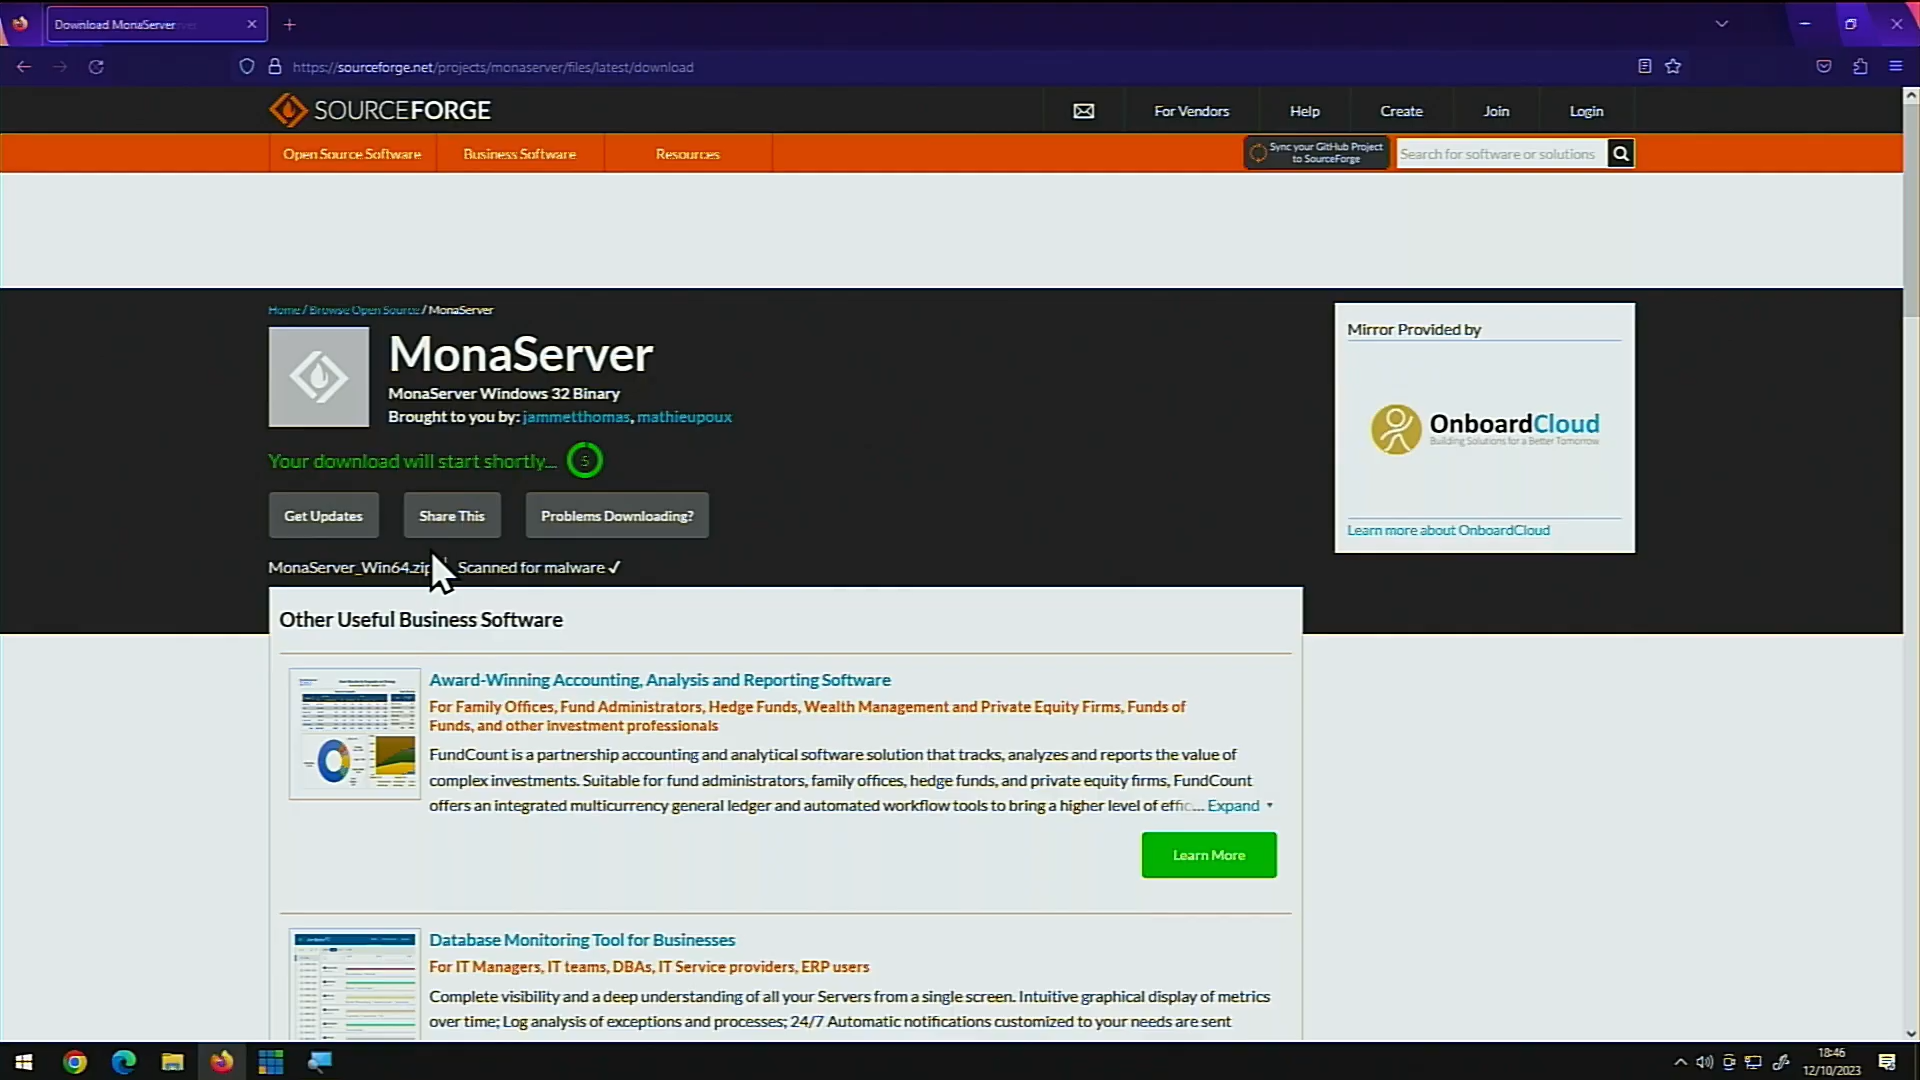 Download MonaServer
https://sourceforge.net/projects/monaserver/files/latest/download
SOURCEFORGE
For Vendors
Help
Create
Join
Login
Open Source Software
Business Software
Resources
Sync your GitHub Project
to SourceForge
Search for software or solutions
Home / Browse Open Source / MonaServer
MonaServer
MonaServer Windows 32 Binary
Brought to you by: jammetthomas, mathieupoux
Your download will start shortly... 5
Get Updates
Share This
Problems Downloading?
MonaServer_Win64.zip
Scanned for malware ✓
Mirror Provided by
OnboardCloud
Building Solutions for a Better Tomorrow
Learn more about OnboardCloud
Other Useful Business Software
Award-Winning Accounting, Analysis and Reporting Software
For Family Offices, Fund Administrators, Hedge Funds, Wealth Management and Private Equity Firms, Funds of
Funds, and other investment professionals
FundCount is a partnership accounting and analytical software solution that tracks, analyzes and reports the value of
complex investments. Suitable for fund administrators, family offices, hedge funds, and private equity firms, FundCount
offers an integrated multicurrency general ledger and automated workflow tools to bring a higher level of effic... Expand
Learn More
Database Monitoring Tool for Businesses
For IT Managers, IT teams, DBAs, IT Service providers, ERP users
Complete visibility and a deep understanding of all your Servers from a single screen. Intuitive graphical display of metrics
over time; Log analysis of exceptions and processes; 24/7 Automatic notifications customized to your needs are sent
18:46
12/10/2023